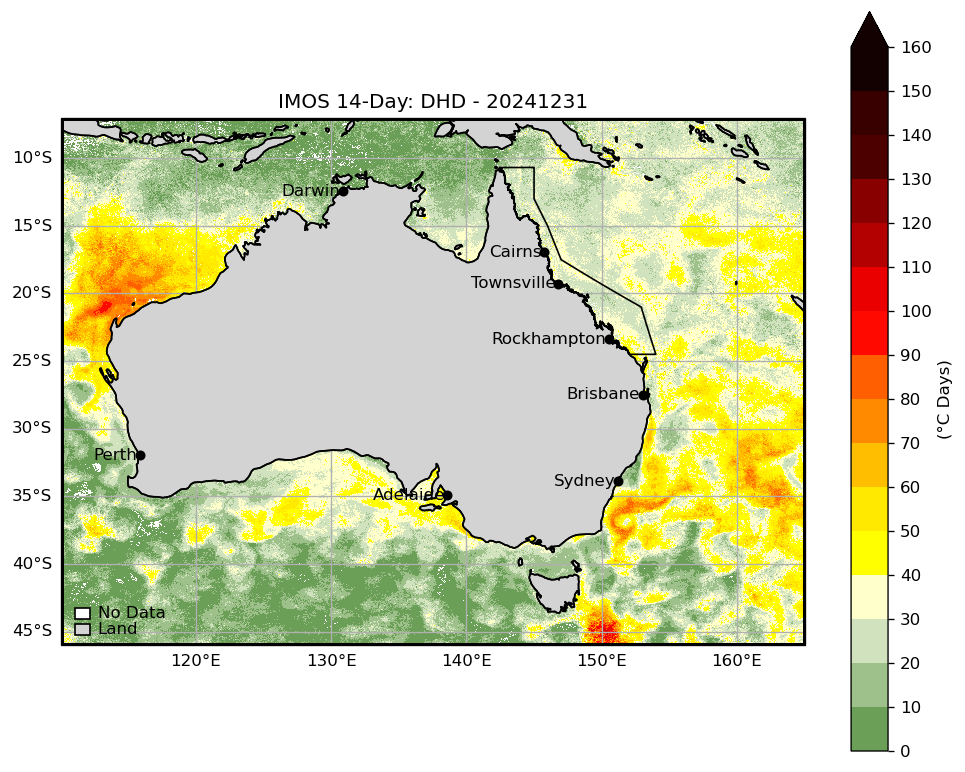 IMOS 14-Day: DHD - 20241231
160
150
140
130
120
110
100
90
80
70
60
50
40
30
20
10
0
(°C Days)
10°S
15°S
20°S
25°S
30°S
35°S
40°S
45°S
Darwin
Cairns
Townsville
Rockhampton
Brisbane
Perth
Sydney
Adelaide
No Data
Land
120°E
130°E
140°E
150°E
160°E